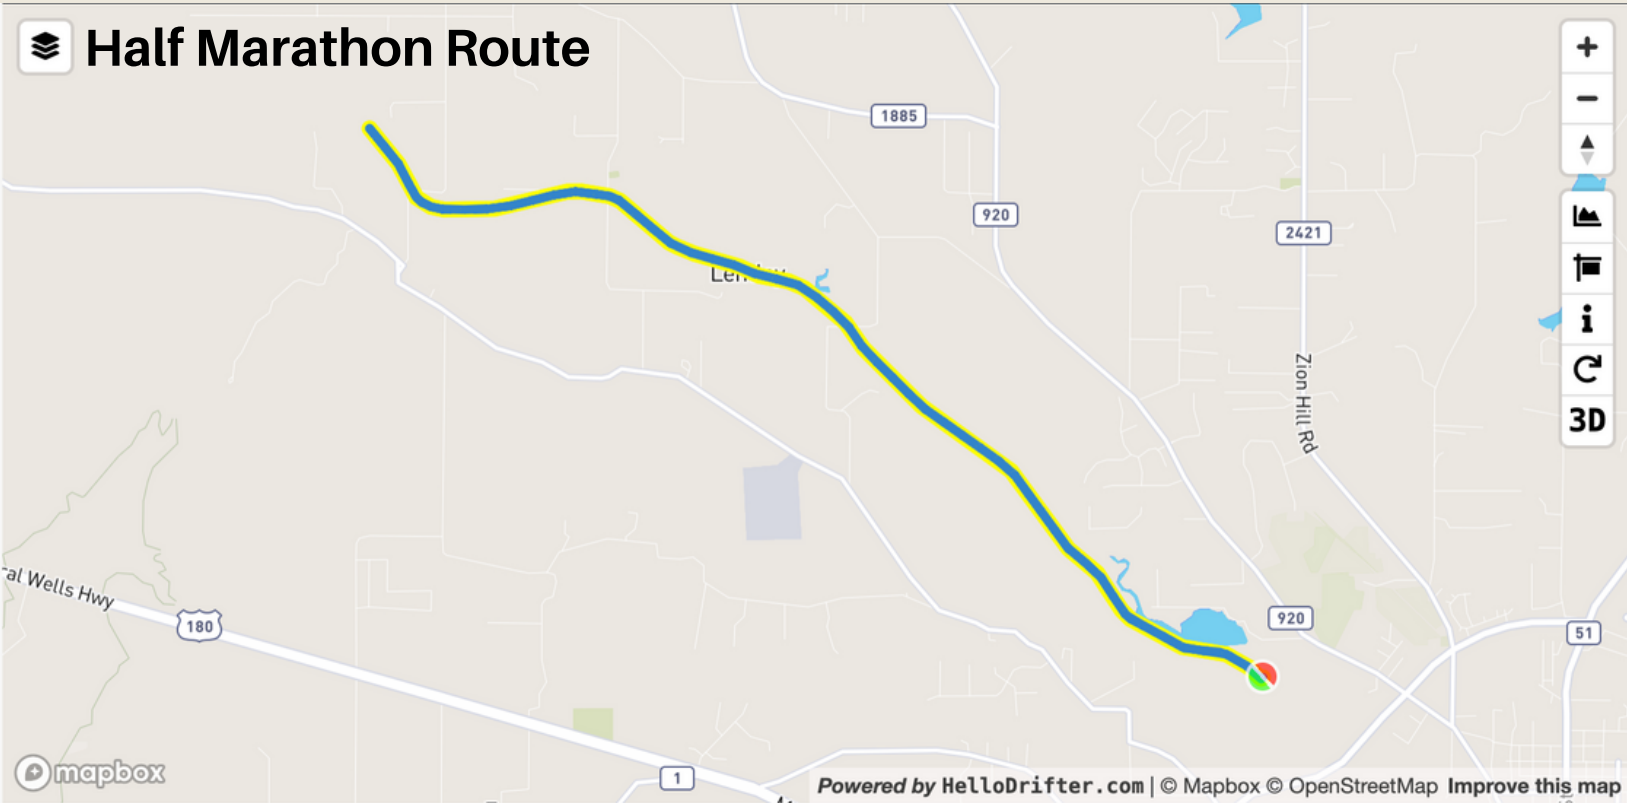 Half Marathon Route
1885
920
2421
Zion Hill Rd
3D
Wells Hwy
180
920
51
1
mapbox
Powered by HelloDrifter.com | © Mapbox © OpenStreetMap Improve this map